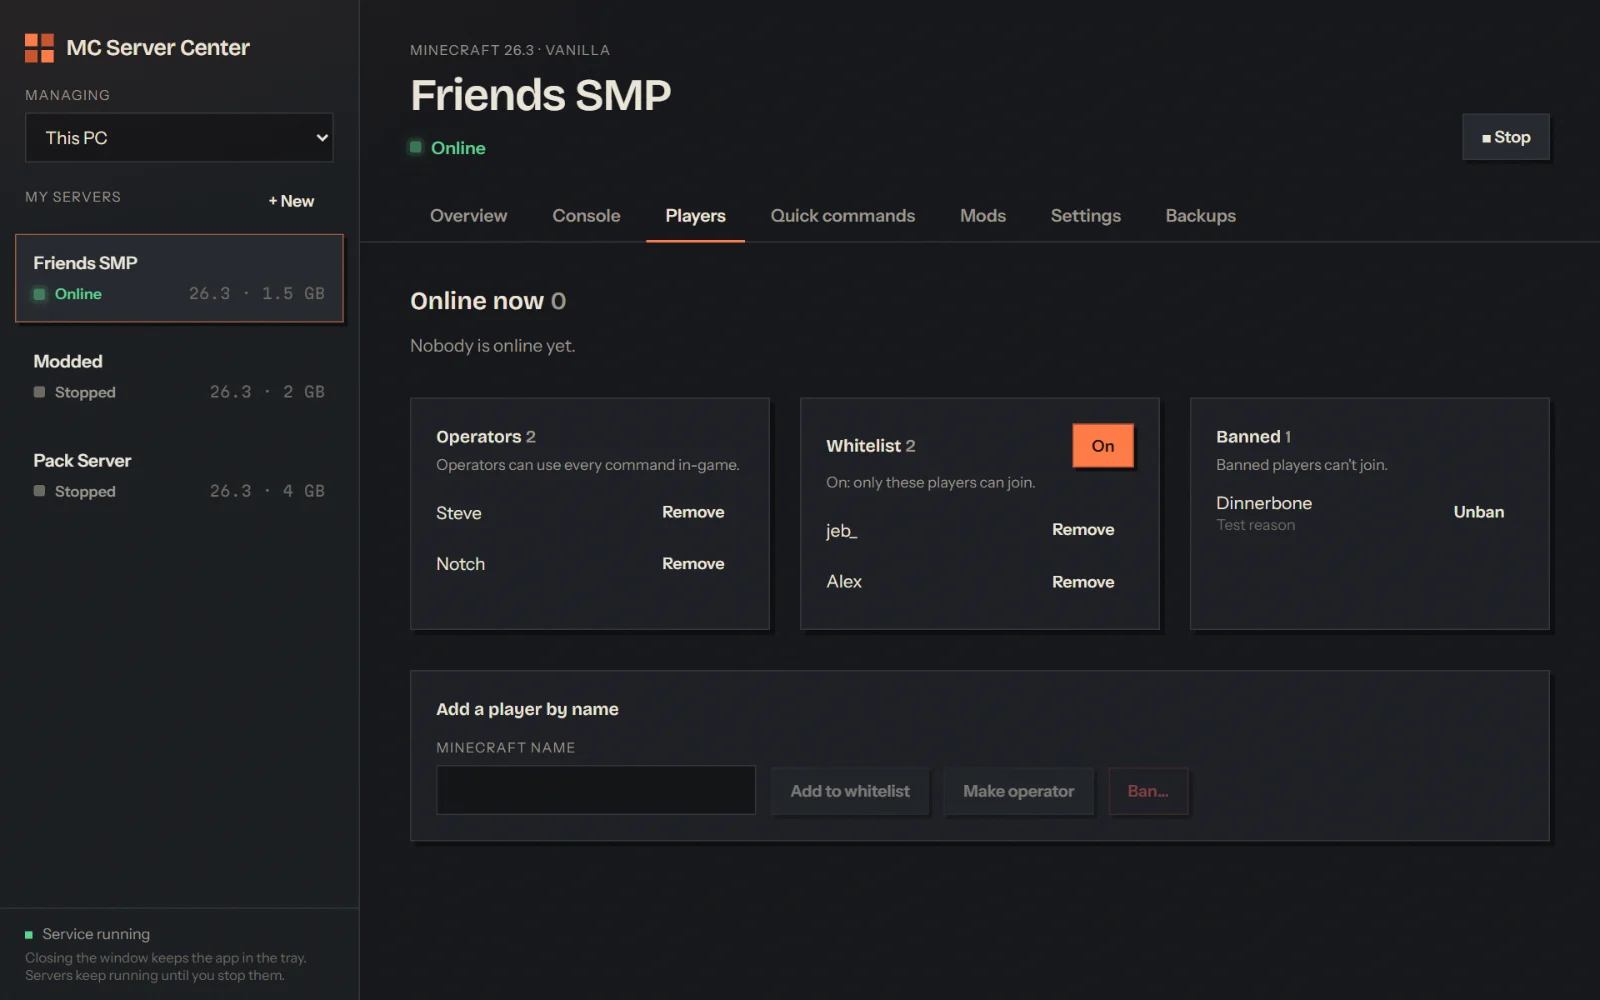 MC Server Center
MANAGING
This PC
MY SERVERS
+ New
Friends SMP
Online
26.3 · 1.5 GB
Modded
Stopped
26.3 · 2 GB
Pack Server
Stopped
26.3 · 4 GB
Service running
Closing the window keeps the app in the tray.
Servers keep running until you stop them.
MINECRAFT 26.3 · VANILLA
Friends SMP
Online
Stop
Overview
Console
Players
Quick commands
Mods
Settings
Backups
Online now 0
Nobody is online yet.
Operators 2
Operators can use every command in-game.
Steve
Remove
Notch
Remove
Whitelist 2
On
On: only these players can join.
jeb_
Remove
Alex
Remove
Banned 1
Banned players can't join.
Dinnerbone
Test reason
Unban
Add a player by name
MINECRAFT NAME
Add to whitelist
Make operator
Ban...